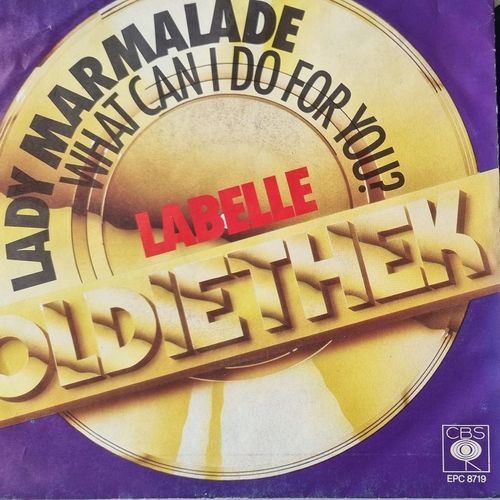 LADY MARMALADE
WHAT CAN I DO FOR YOU?
LABELLE
OLDIETHEK
CBS
EPC 8719